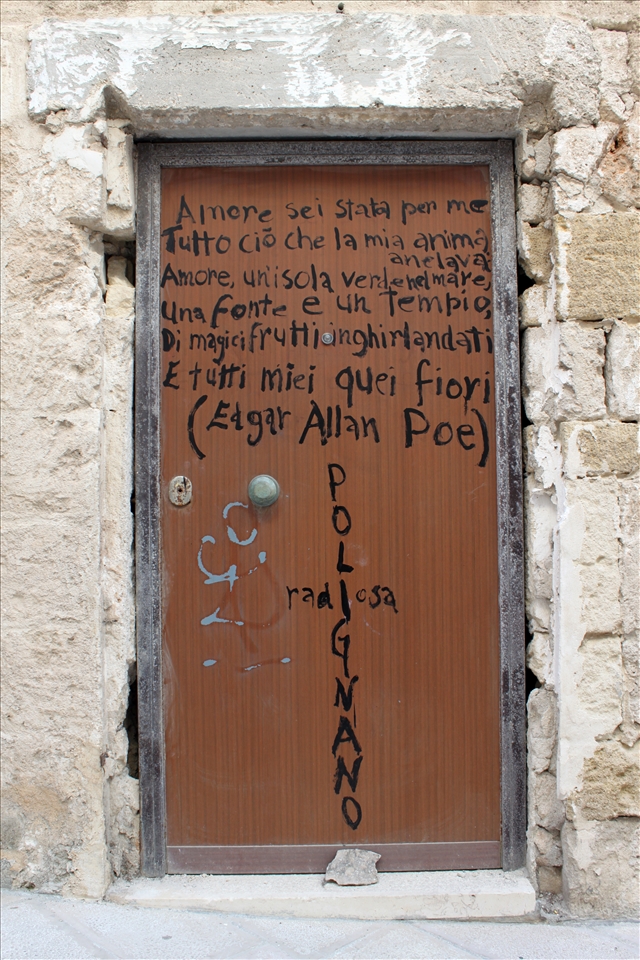 Amore sei stata per me
Tutto ciò che la mia anima
anelava
Amore, un'isola verde nel mare,
una fonte e un tempio,
Di magici frutti inghirlandati
E tutti miei quei fiori
(Edgar Allan Poe)
POLIGNANO
radiosa